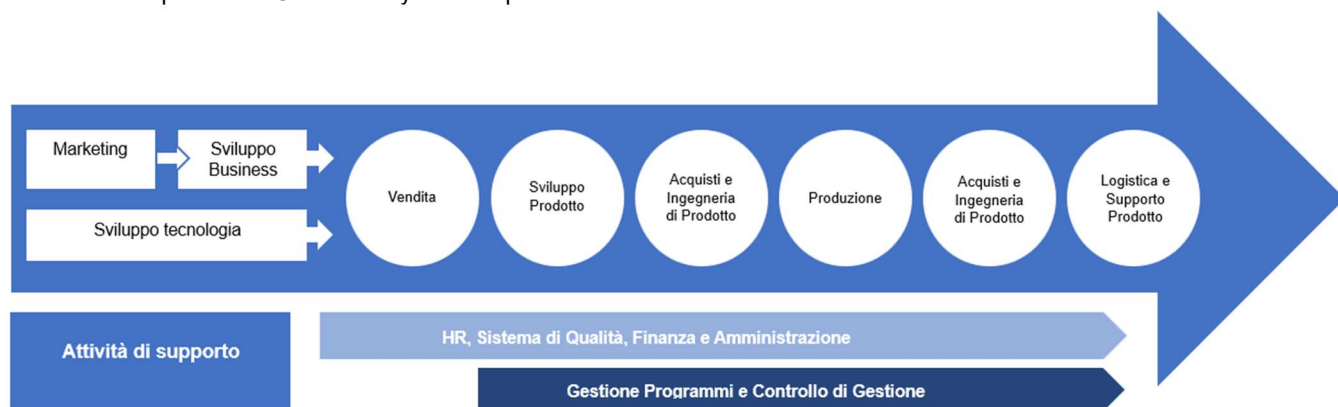 Marketing
Sviluppo
Business
Sviluppo tecnologia
Vendita
Sviluppo
Prodotto
Acquisti e
Ingegneria
di Prodotto
Produzione
Acquisti e
Ingegneria
di Prodotto
Logistica e
Supporto
Prodotto
Attività di supporto
HR, Sistema di Qualità, Finanza e Amministrazione
Gestione Programmi e Controllo di Gestione